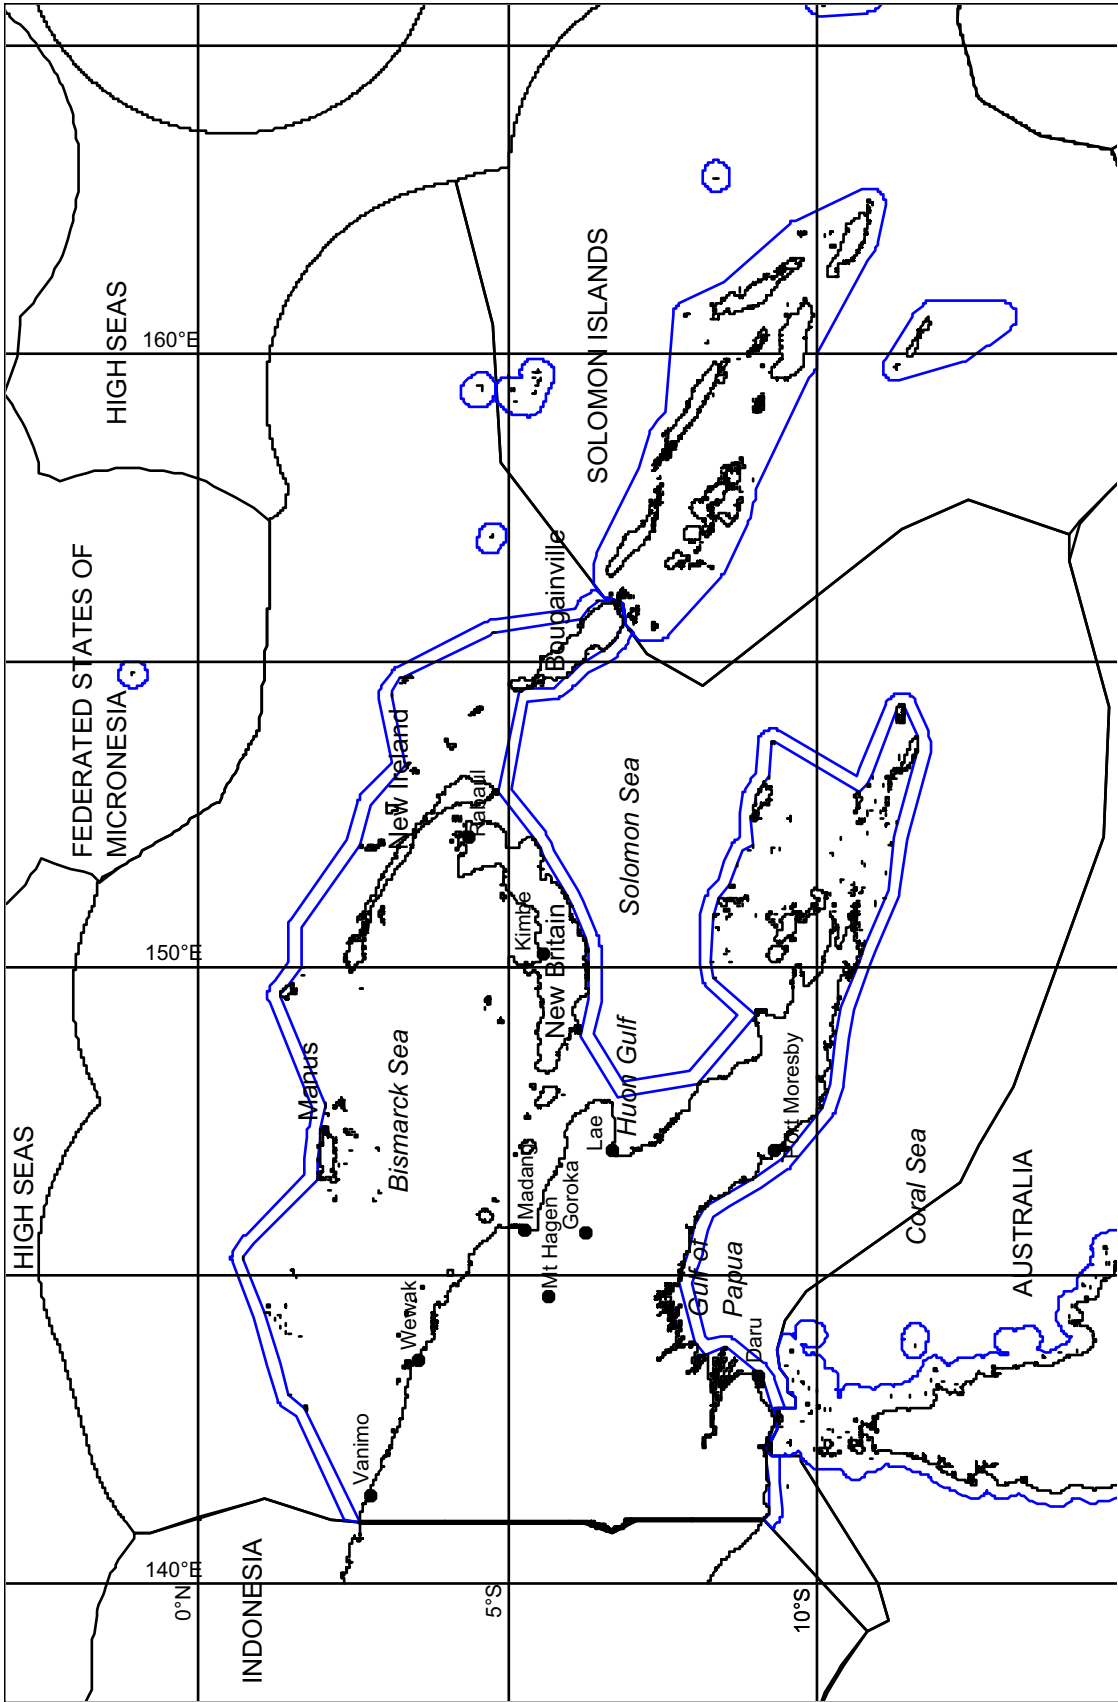 HIGH SEAS
FEDERATED STATES OF
MICRONESIA
HIGH SEAS
160°E
INDONESIA
140°E
0°N
150°E
Manus
New Ireland
Rabaul
Bismarck Sea
Vanimo
Wewak
Madang
Mt Hagen
Goroka
Lae
Kimbe
New Britain
Bougainville
SOLOMON ISLANDS
Solomon Sea
Huon Gulf
5°S
Gulf of
Papua
Daru
Port Moresby
Coral Sea
AUSTRALIA
10°S